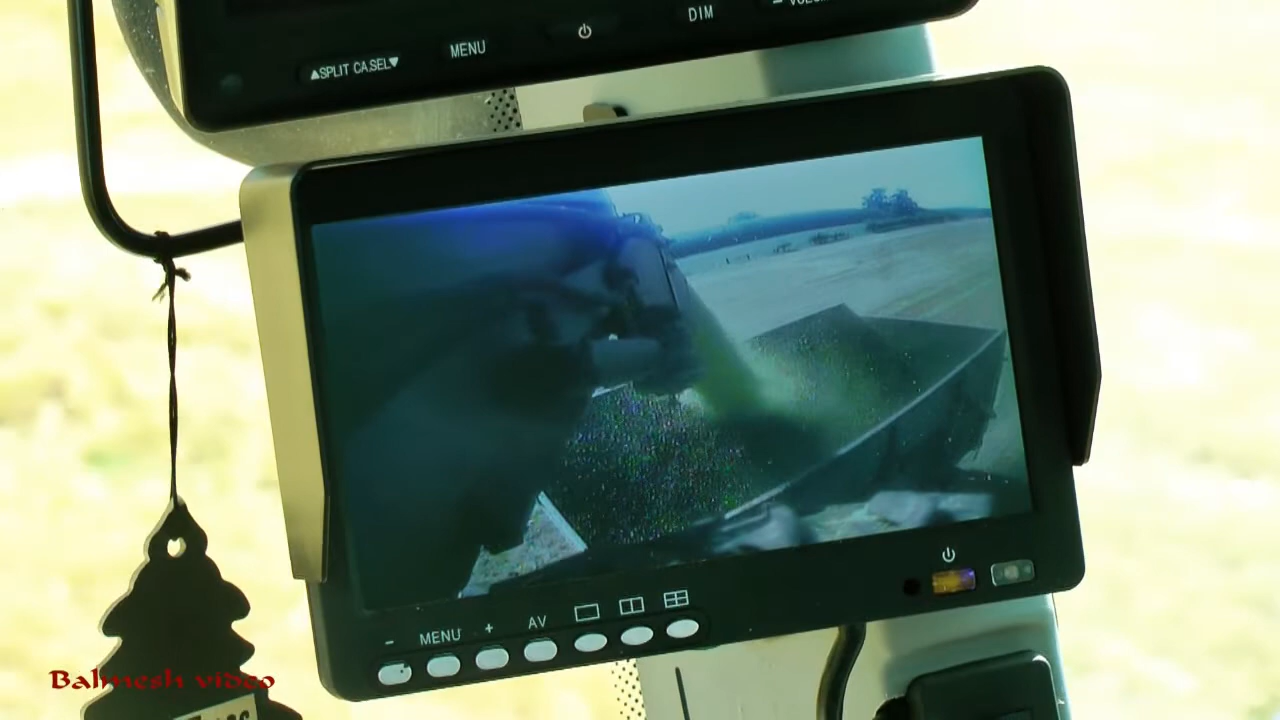 DIM
MENU
▲SPLIT CA.SEL▼
- MENU + AV
Balmesh video